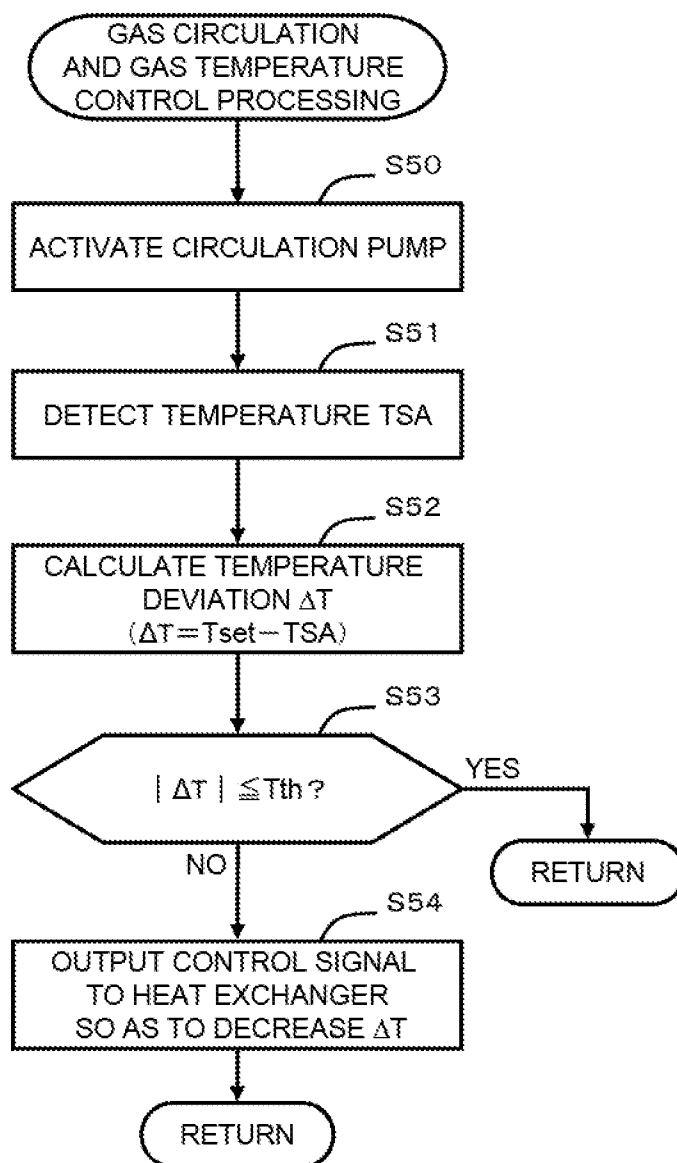 GAS CIRCULATION
AND GAS TEMPERATURE
CONTROL PROCESSING
S50
ACTIVATE CIRCULATION PUMP
S51
DETECT TEMPERATURE TSA
S52
CALCULATE TEMPERATURE
DEVIATION ΔT
(ΔT=Tset−TSA)
S53
| ΔT | ≦Tth?
YES
RETURN
NO
S54
OUTPUT CONTROL SIGNAL
TO HEAT EXCHANGER
SO AS TO DECREASE ΔT
RETURN